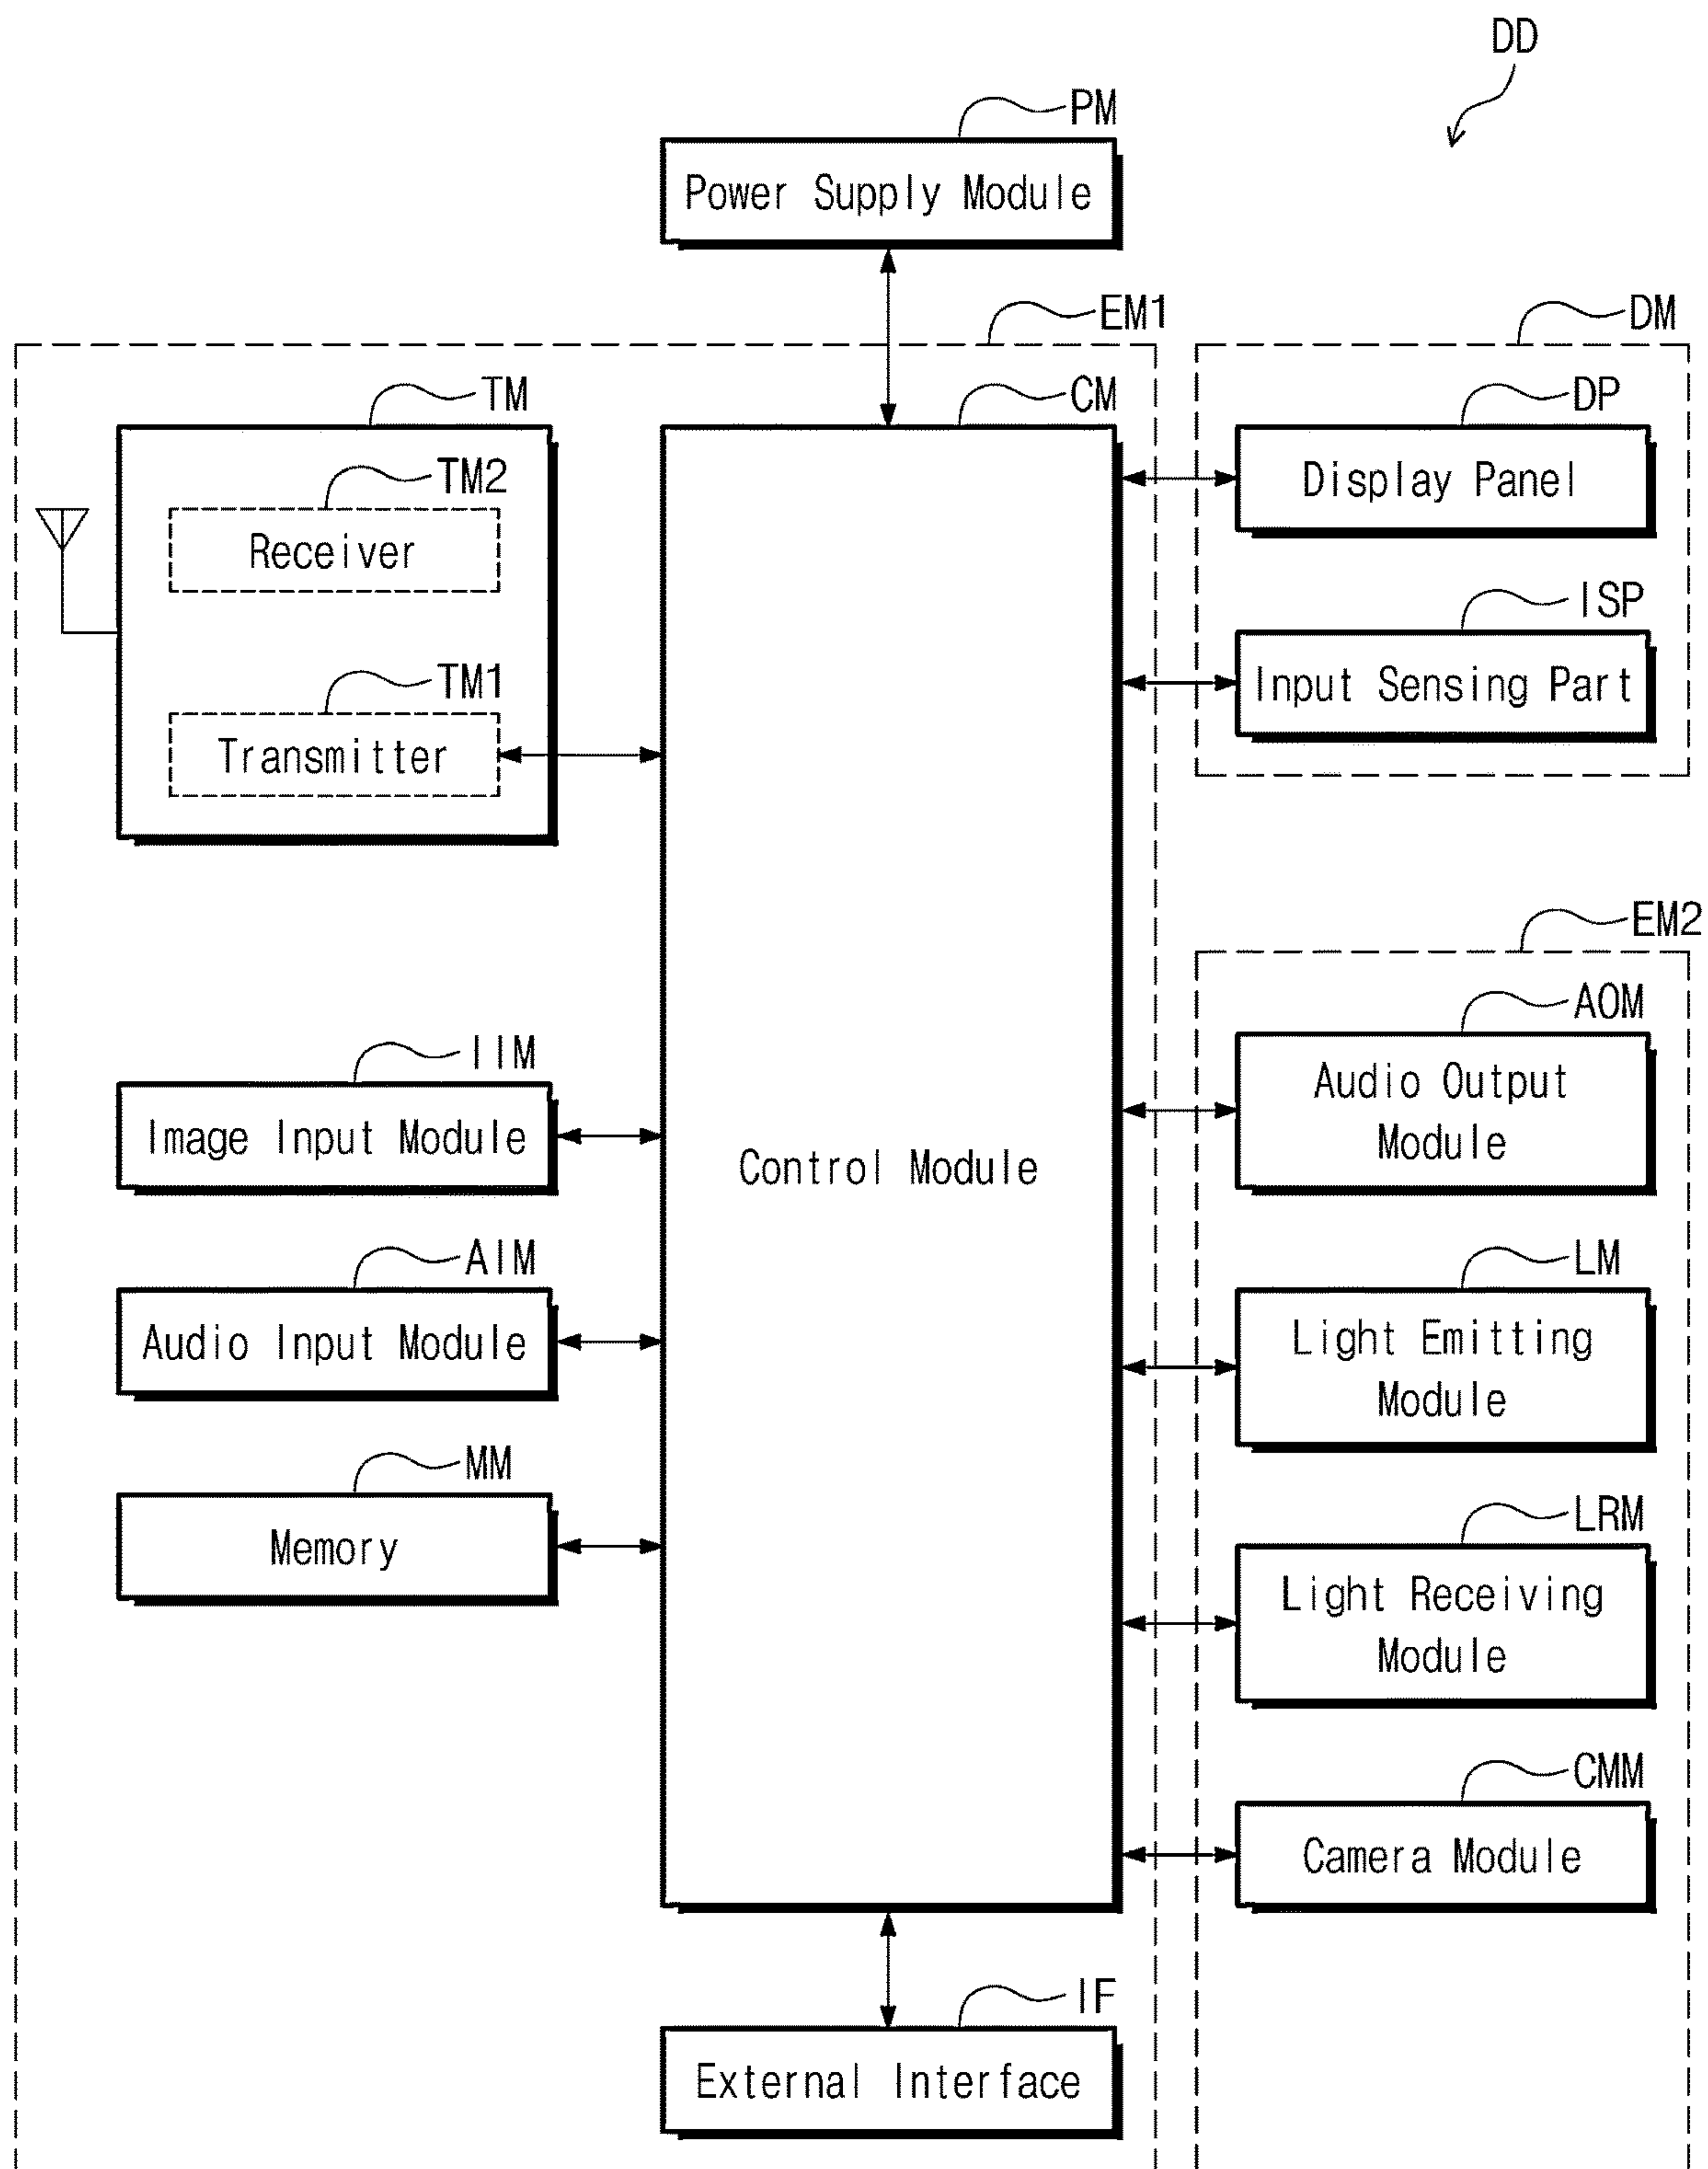 DD
PM
Power Supply Module
EM1
DM
TM
CM
DP
TM2
Display Panel
Receiver
ISP
TM1
Input Sensing Part
Transmitter
EM2
AOM
IIM
Audio Output
Module
Image Input Module
Control Module
AIM
LM
Audio Input Module
Light Emitting
Module
MM
LRM
Memory
Light Receiving
Module
CMM
Camera Module
IF
External Interface